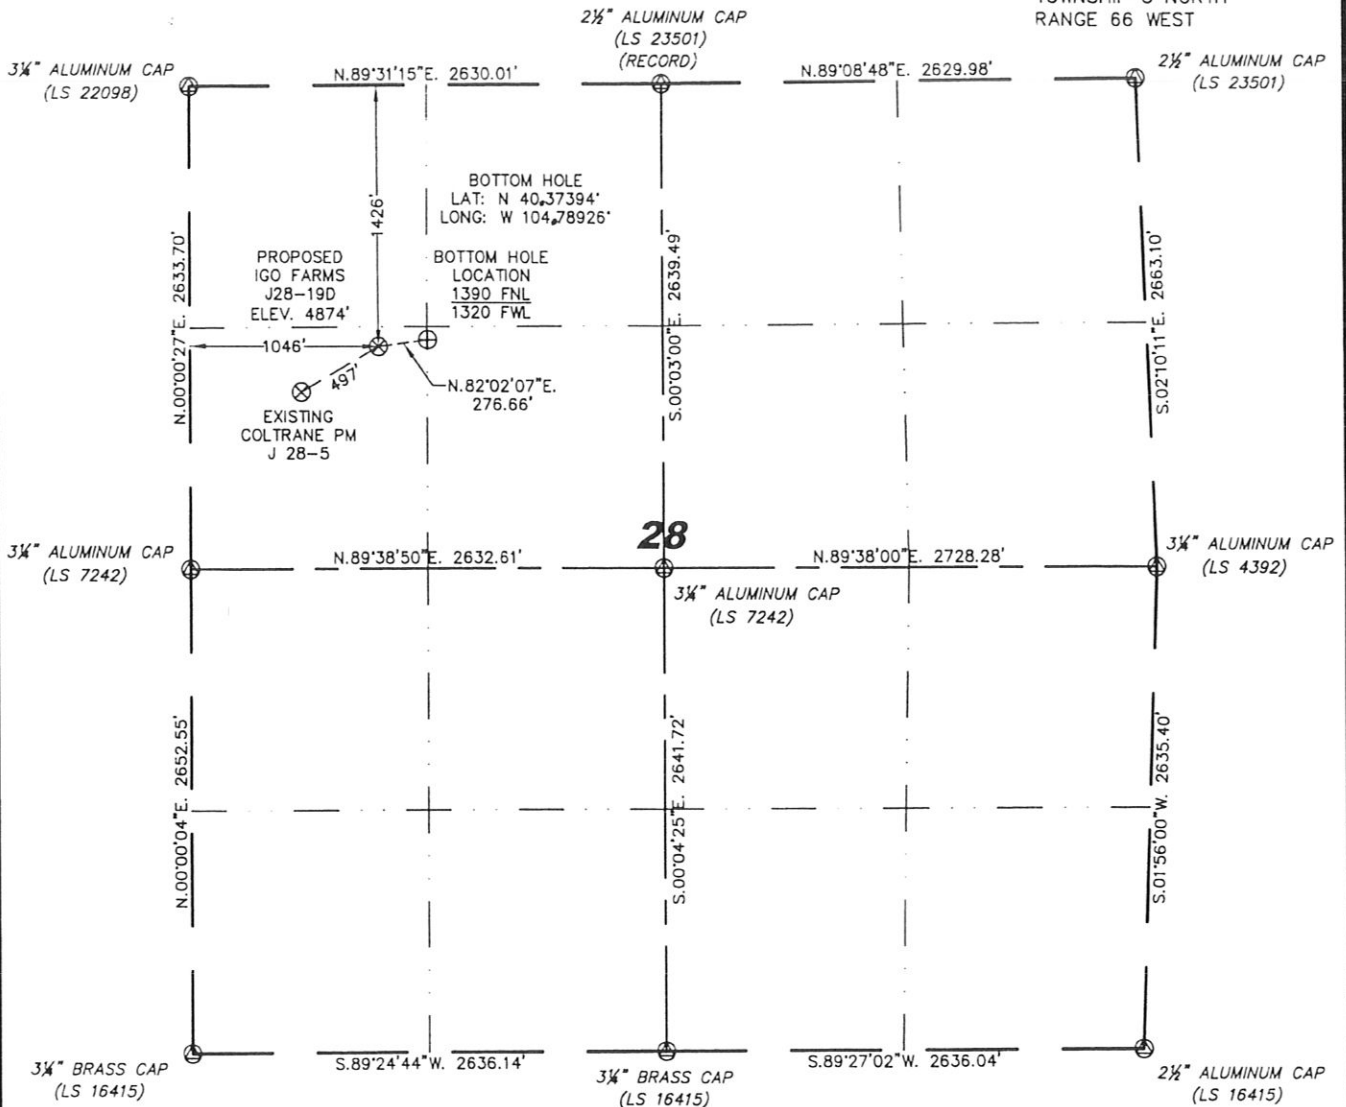 RANGE 66 WEST
2½" ALUMINUM CAP
(LS 23501)
(RECORD)
3¼" ALUMINUM CAP
(LS 22098)
N.89°31'15"E. 2630.01'
N.89°08'48"E. 2629.98'
2½" ALUMINUM CAP
(LS 23501)
BOTTOM HOLE
LAT: N 40.37394°
LONG: W 104.78926°
1426'
N.00°00'27"E. 2633.70'
PROPOSED
IGO FARMS
J28-19D
ELEV. 4874'
BOTTOM HOLE
LOCATION
1390 FNL
1320 FWL
S.00°03'00"E. 2639.49'
S.02°10'11"E. 2663.10'
1046'
497'
N.82°02'07"E.
276.66'
EXISTING
COLTRANE PM
J 28-5
28
3¼" ALUMINUM CAP
(LS 7242)
N.89°38'50"E. 2632.61'
N.89°38'00"E. 2728.28'
3¼" ALUMINUM CAP
(LS 4392)
3¼" ALUMINUM CAP
(LS 7242)
N.00°00'04"E. 2652.55'
S.00°04'25"E. 2641.72'
S.01°56'00"W. 2635.40'
3¼" BRASS CAP
(LS 16415)
S.89°24'44"W. 2636.14'
3¼" BRASS CAP
(LS 16415)
S.89°27'02"W. 2636.04'
2½" ALUMINUM CAP
(LS 16415)